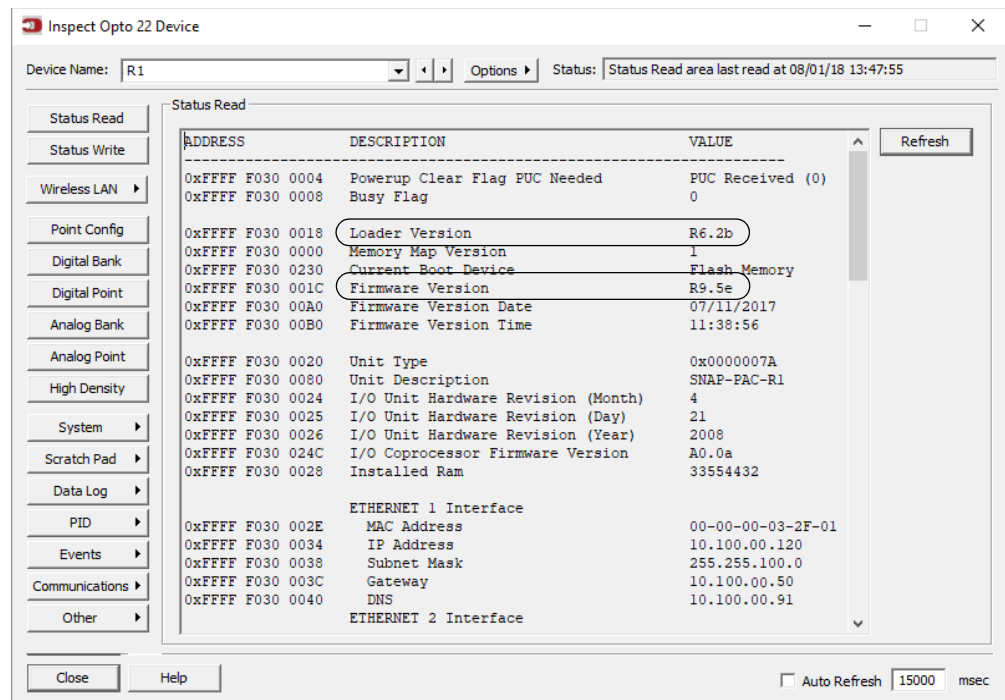 Inspect Opto 22 Device
Device Name: R1 Options Status: Status Read area last read at 08/01/18 13:47:55
Status Read
Status Write
Wireless LAN
Point Config
Digital Bank
Digital Point
Analog Bank
Analog Point
High Density
System
Scratch Pad
Data Log
PID
Events
Communications
Other
Status Read
ADDRESS DESCRIPTION VALUE
--------------------------------------------------------------------------
0xFFFF F030 0004 Powerup Clear Flag PUC Needed PUC Received (0)
0xFFFF F030 0008 Busy Flag 0
0xFFFF F030 0018 Loader Version R6.2b
0xFFFF F030 0000 Memory Map Version 1
0xFFFF F030 0230 Current Boot Device Flash Memory
0xFFFF F030 001C Firmware Version R9.5e
0xFFFF F030 00A0 Firmware Version Date 07/11/2017
0xFFFF F030 00B0 Firmware Version Time 11:38:56
0xFFFF F030 0020 Unit Type 0x0000007A
0xFFFF F030 0080 Unit Description SNAP-PAC-R1
0xFFFF F030 0024 I/O Unit Hardware Revision (Month) 4
0xFFFF F030 0025 I/O Unit Hardware Revision (Day) 21
0xFFFF F030 0026 I/O Unit Hardware Revision (Year) 2008
0xFFFF F030 024C I/O Coprocessor Firmware Version A0.0a
0xFFFF F030 0028 Installed Ram 33554432
ETHERNET 1 Interface
0xFFFF F030 002E MAC Address 00-00-00-03-2F-01
0xFFFF F030 0034 IP Address 10.100.00.120
0xFFFF F030 0038 Subnet Mask 255.255.100.0
0xFFFF F030 003C Gateway 10.100.00.50
0xFFFF F030 0040 DNS 10.100.00.91
ETHERNET 2 Interface
Refresh
Close Help Auto Refresh 15000 msec